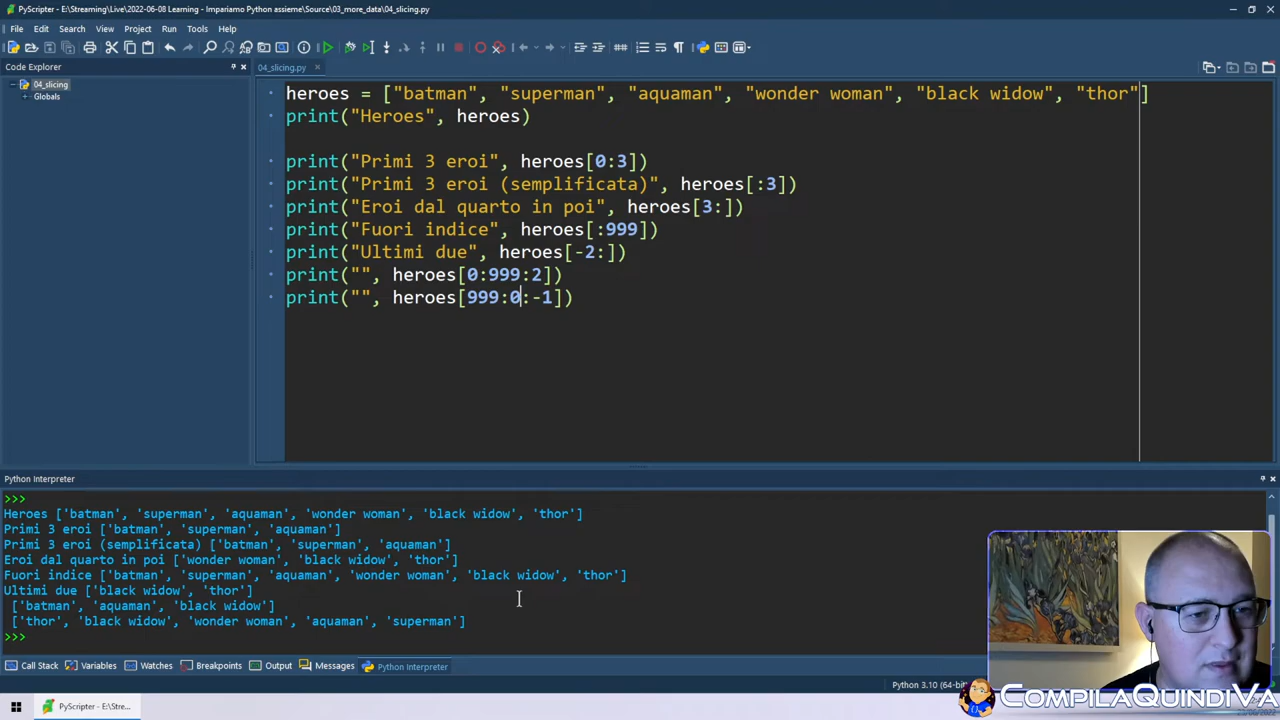 PyScripter - E:\Streaming\Live\2022-06-08 Learning - Impariamo Python assieme\Source\03_more_data\04_slicing.py
File Edit Search View Project Run Tools Help
Code Explorer
04_slicing.py
04_slicing
Globals
heroes = ["batman", "superman", "aquaman", "wonder woman", "black widow", "thor"]
print("Heroes", heroes)
print("Primi 3 eroi", heroes[0:3])
print("Primi 3 eroi (semplificata)", heroes[:3])
print("Eroi dal quarto in poi", heroes[3:])
print("Fuori indice", heroes[:999])
print("Ultimi due", heroes[-2:])
print("", heroes[0:999:2])
print("", heroes[999:0:-1])
Python Interpreter
>>>
Heroes ['batman', 'superman', 'aquaman', 'wonder woman', 'black widow', 'thor']
Primi 3 eroi ['batman', 'superman', 'aquaman']
Primi 3 eroi (semplificata) ['batman', 'superman', 'aquaman']
Eroi dal quarto in poi ['wonder woman', 'black widow', 'thor']
Fuori indice ['batman', 'superman', 'aquaman', 'wonder woman', 'black widow', 'thor']
Ultimi due ['black widow', 'thor']
['batman', 'aquaman', 'black widow']
['thor', 'black widow', 'wonder woman', 'aquaman', 'superman']
>>>
Call Stack Variables Watches Breakpoints Output Messages Python Interpreter
Python 3.10 (64-bit)
CompilaQuindiVa
PyScripter - E:\Stre...